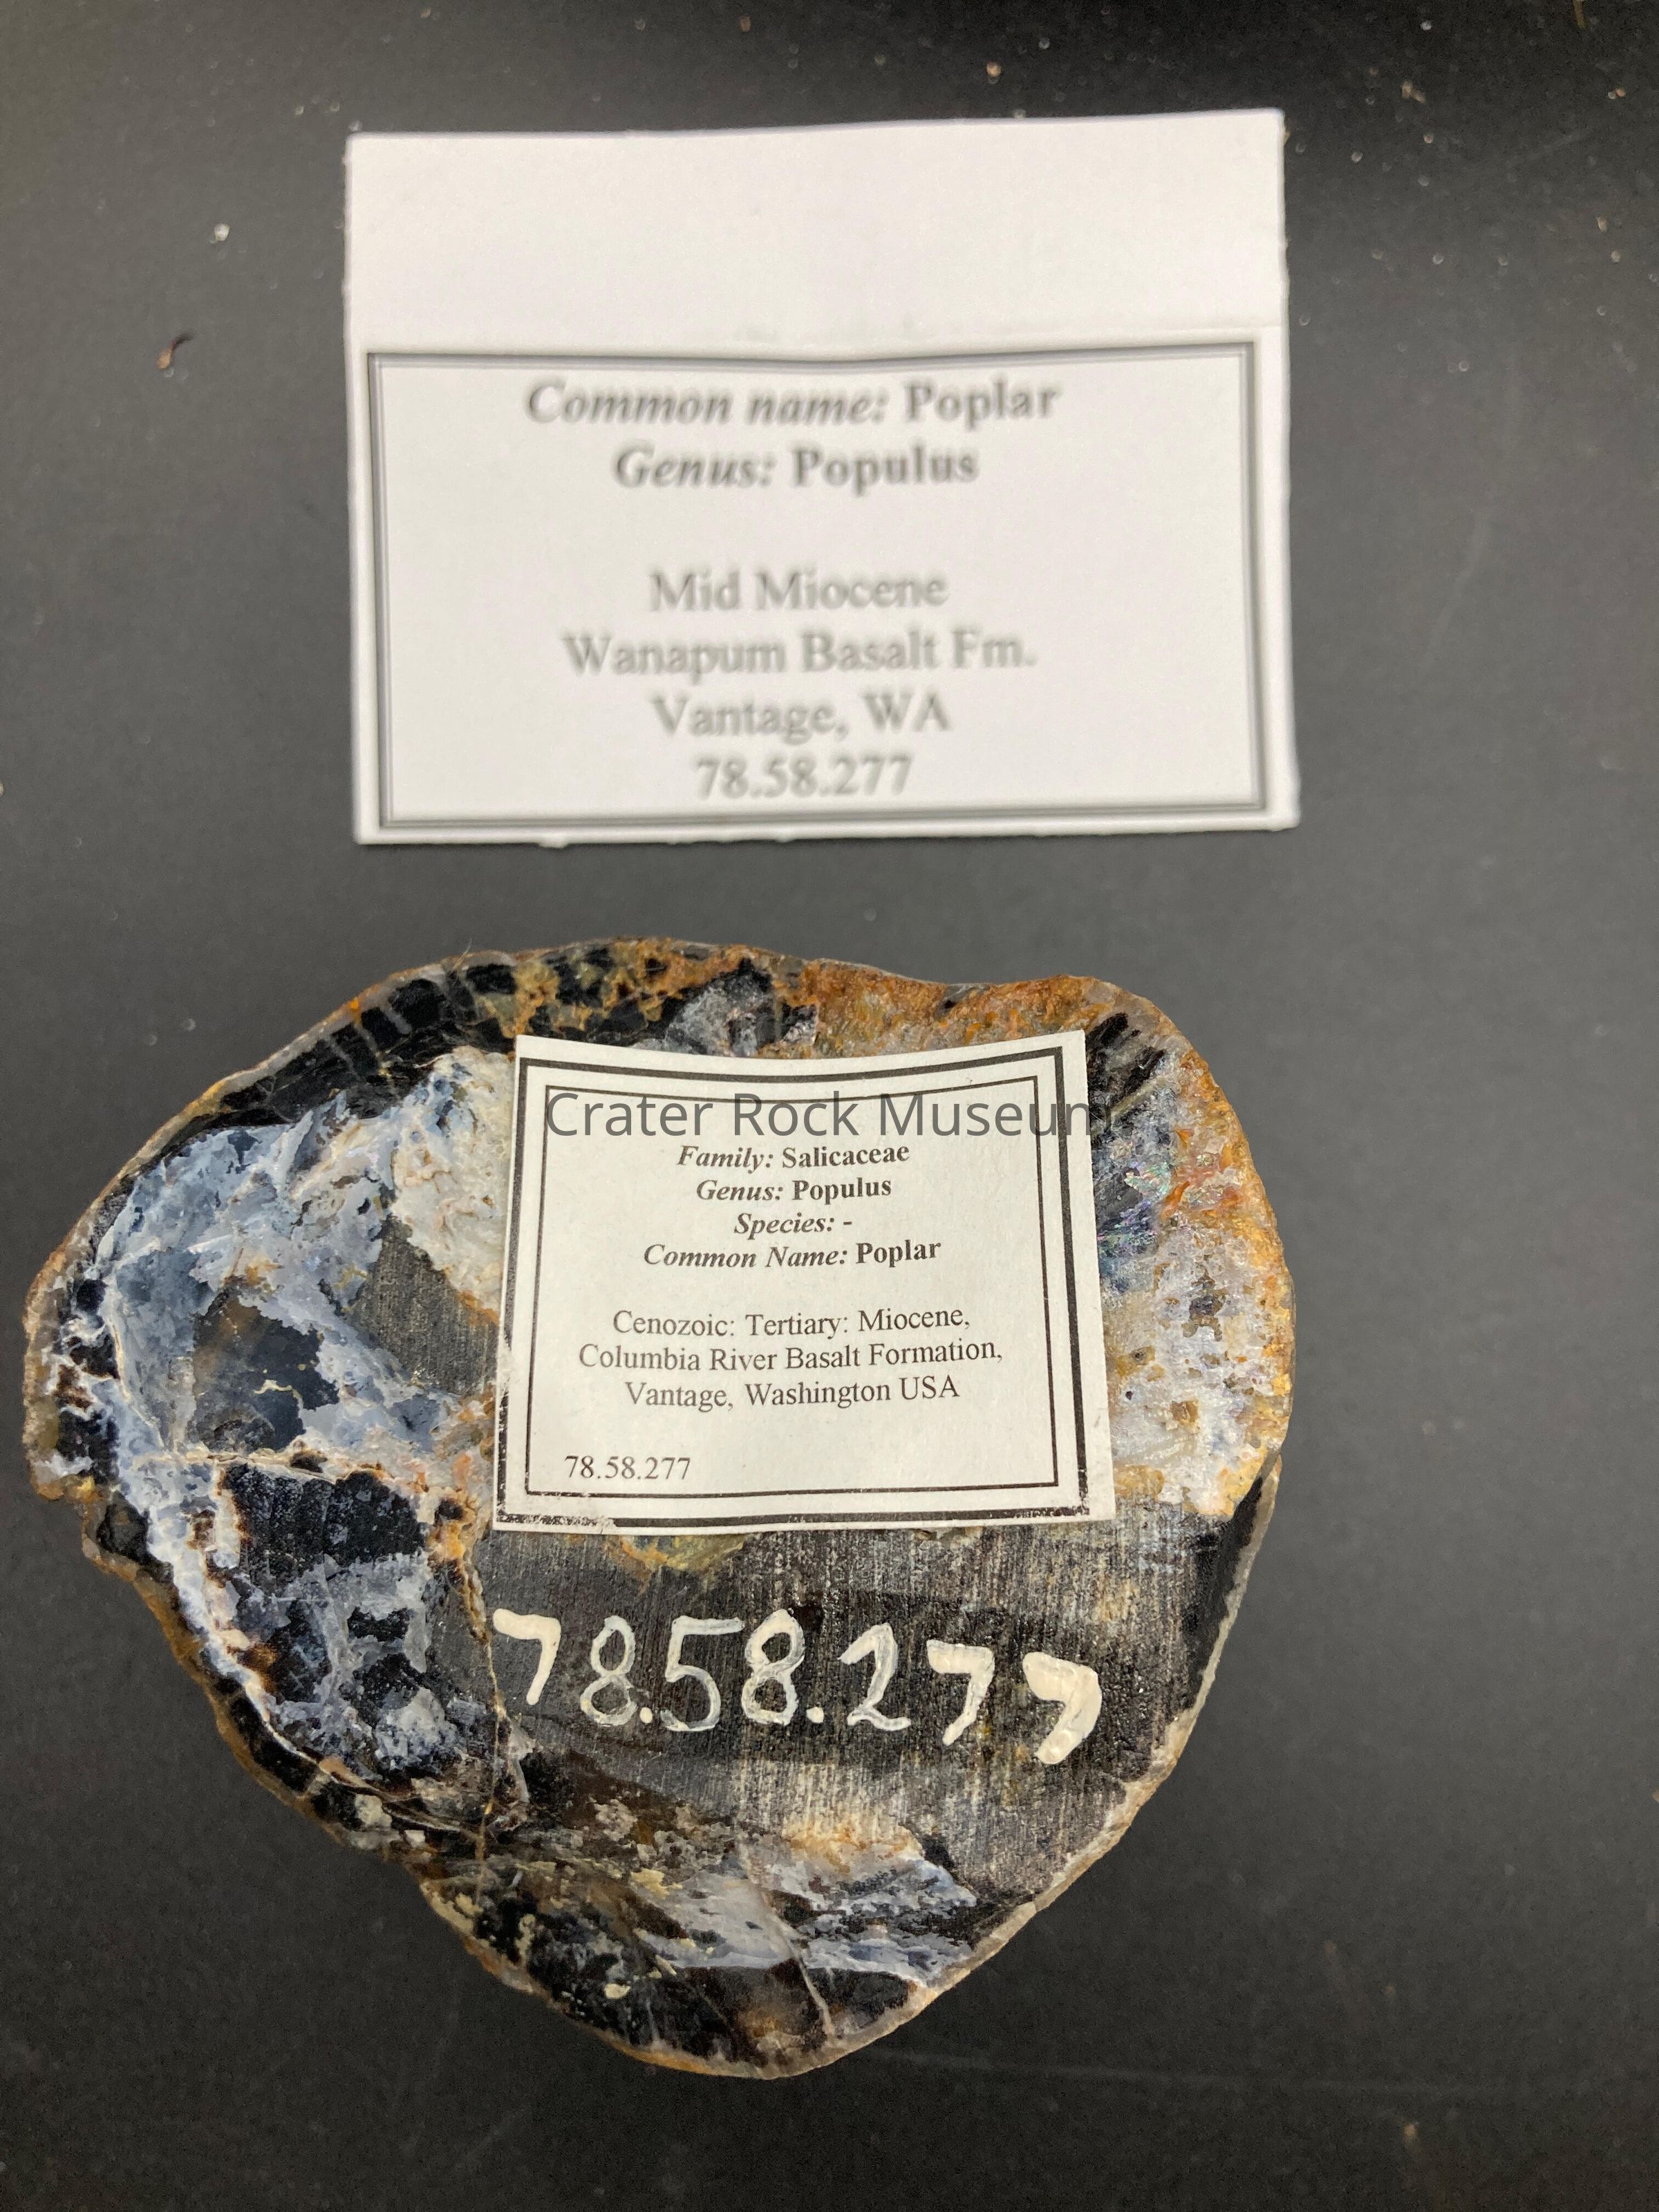 Common name: Poplar
Genus: Populus
Mid Miocene
Wanapum Basalt Fm.
Vantage, WA
78.58.277
Crater Rock Museum
Family: Salicaceae
Genus: Populus
Species: -
Common Name: Poplar
Cenozoic: Tertiary: Miocene,
Columbia River Basalt Formation,
Vantage, Washington USA
78.58.277
78.58.277